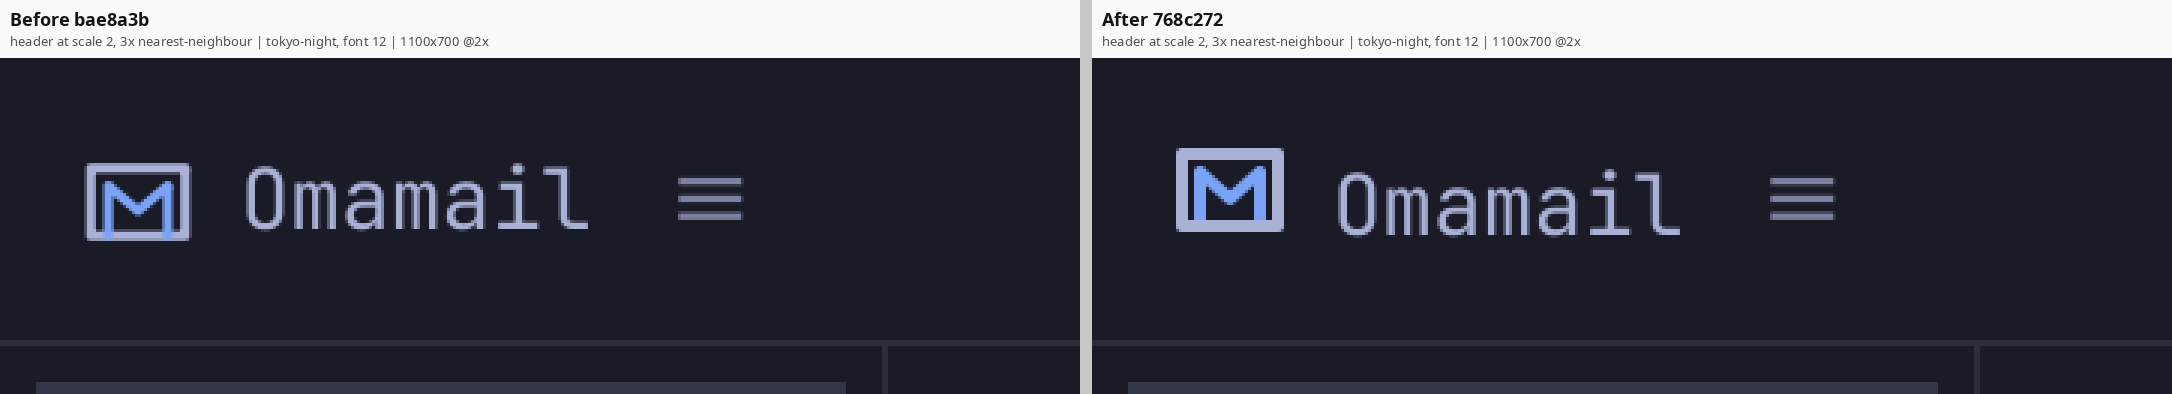 Before bae8a3b
header at scale 2, 3x nearest-neighbour | tokyo-night, font 12 | 1100x700 @2x
M Omamail
After 768c272
header at scale 2, 3x nearest-neighbour | tokyo-night, font 12 | 1100x700 @2x
M Omamail